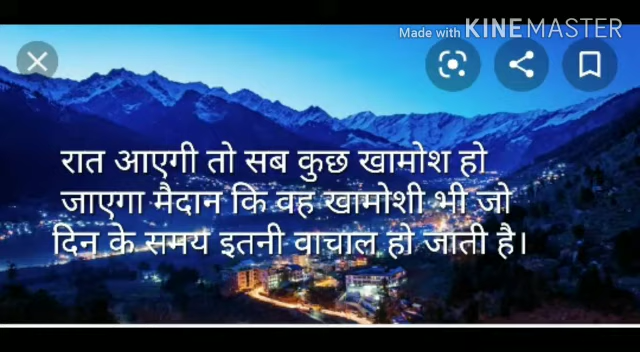 Made with KINEMASTER
रात आएगी तो सब कुछ खामोश हो
जाएगा मैदान कि वह खामोशी भी जो
दिन के समय इतनी वाचाल हो जाती है।